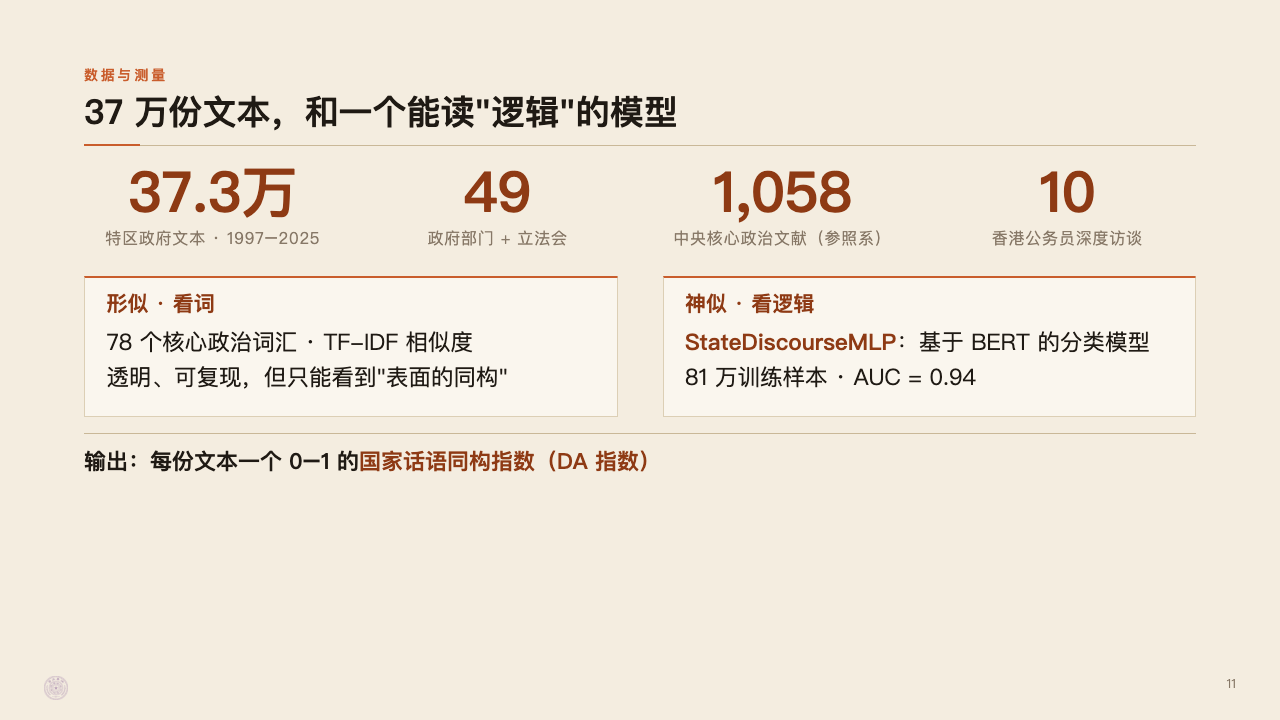 数据与测量
37 万份文本，和一个能读"逻辑"的模型
37.3万
特区政府文本 · 1997—2025
49
政府部门 + 立法会
1,058
中央核心政治文献（参照系）
10
香港公务员深度访谈
形似 · 看词
78 个核心政治词汇 · TF–IDF 相似度
透明、可复现，但只能看到"表面的同构"
神似 · 看逻辑
StateDiscourseMLP：基于 BERT 的分类模型
81 万训练样本 · AUC = 0.94
输出：每份文本一个 0—1 的国家话语同构指数（DA 指数）
11